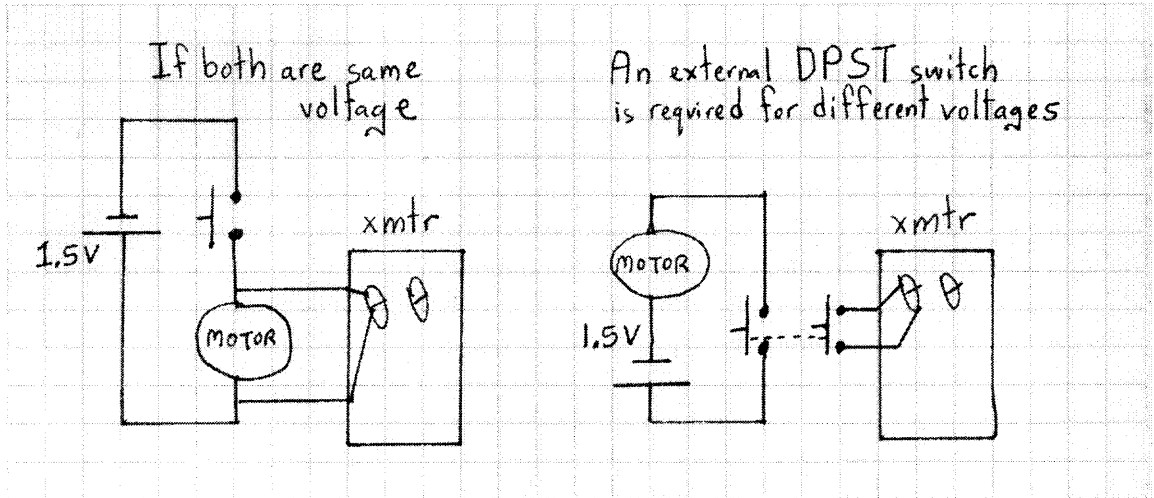 If both are same
voltage
1.5V
xmtr
MOTOR
An external DPST switch
is required for different voltages
MOTOR
1.5V
xmtr